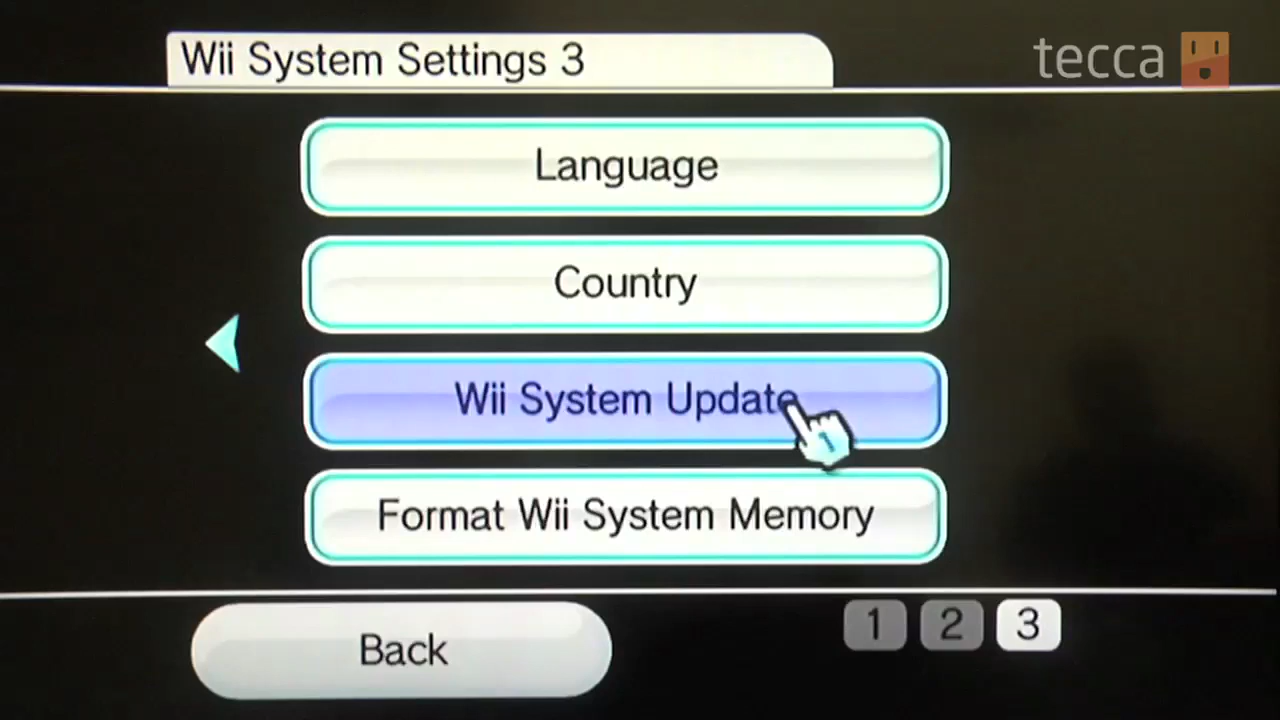 Wii System Settings 3
tecca
Language
Country
Wii System Update
Format Wii System Memory
Back
1 2 3